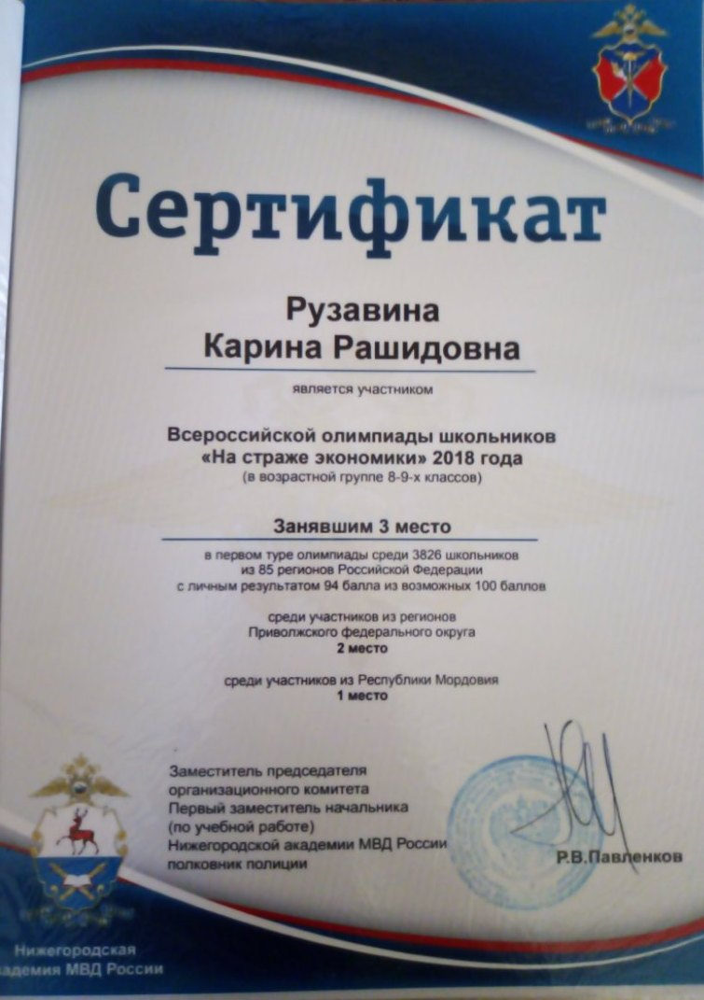 Сертификат
Рузавина
Карина Рашидовна
является участником
Всероссийской олимпиады школьников
«На страже экономики» 2018 года
(в возрастной группе 8-9-х классов)
Занявшим 3 место
в первом туре олимпиады среди 3826 школьников
из 85 регионов Российской Федерации
с личным результатом 94 балла из возможных 100 баллов
среди участников из регионов
Приволжского федерального округа
2 место
среди участников из Республики Мордовия
1 место
Заместитель председателя
организационного комитета
Первый заместитель начальника
(по учебной работе)
Нижегородской академии МВД России
полковник полиции
Р.В.Павленков
Нижегородская
адемия МВД России